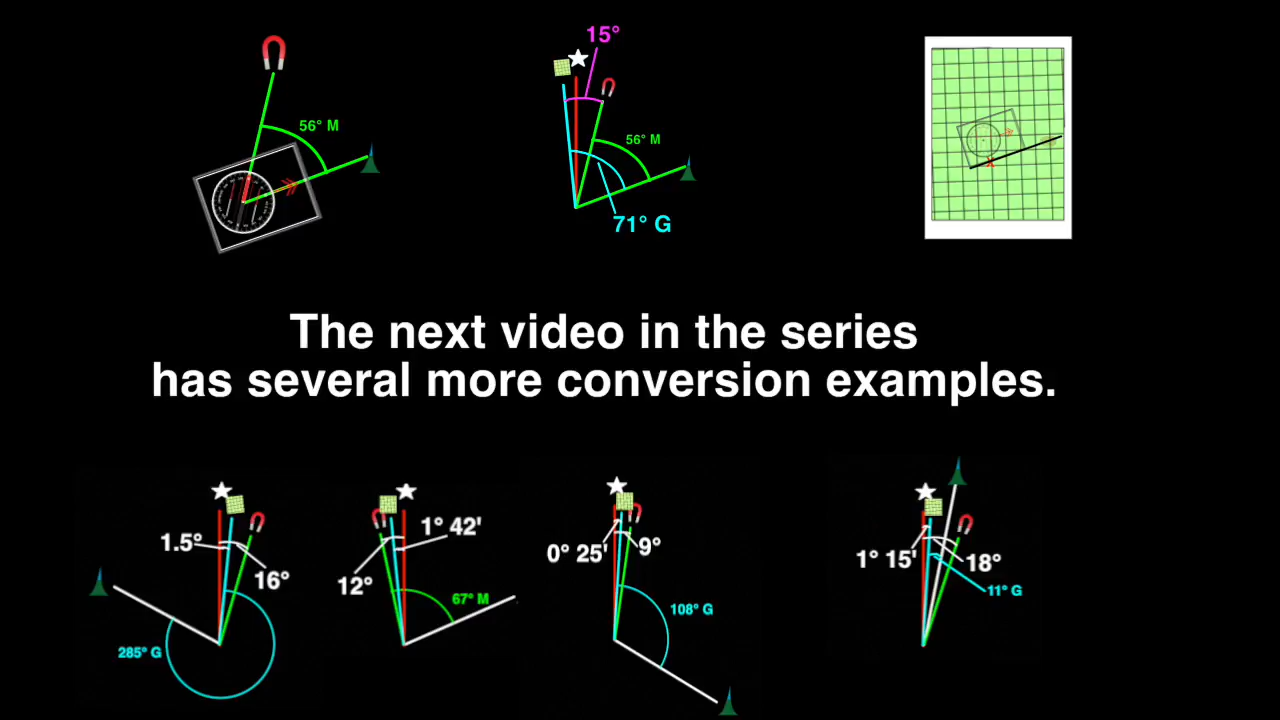 15°
56° M
56° M
71° G
The next video in the series
has several more conversion examples.
1.5°
16°
285° G
1° 42'
12°
67° M
0° 25'
9°
108° G
1° 15'
18°
11° G